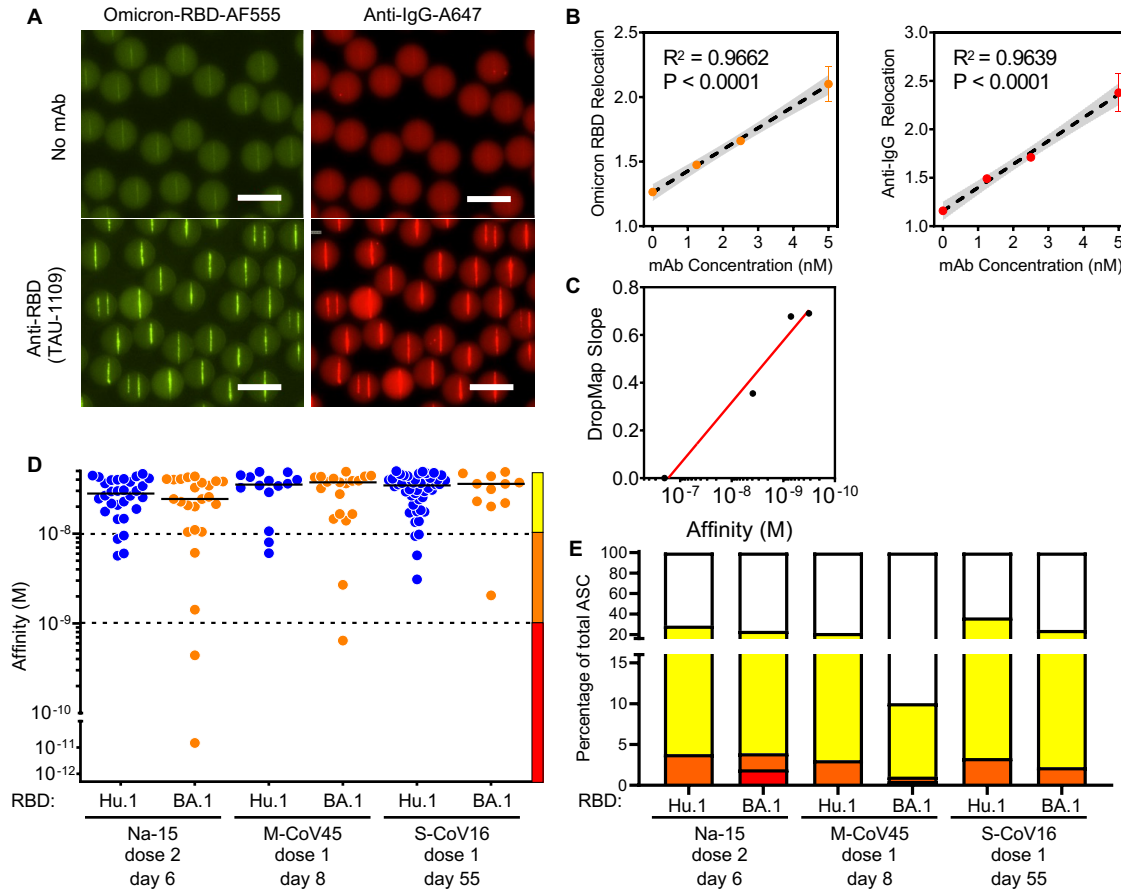 A
Omicron-RBD-AF555
Anti-IgG-A647
No mAb
Anti-RBD
(TAU-1109)
B
2.5
2.0
1.5
1.0
Omicron RBD Relocation
R² = 0.9662
P < 0.0001
0 1 2 3 4 5
mAb Concentration (nM)
3.0
2.5
2.0
1.5
1.0
Anti-IgG Relocation
R² = 0.9639
P < 0.0001
0 1 2 3 4 5
mAb Concentration (nM)
C
0.8
0.6
0.4
0.2
0.0
DropMap Slope
10⁻⁷ 10⁻⁸ 10⁻⁹ 10⁻¹⁰
Affinity (M)
D
10⁻⁸
10⁻⁹
10⁻¹⁰
10⁻¹¹
10⁻¹²
Affinity (M)
RBD: Hu.1 BA.1 Hu.1 BA.1 Hu.1 BA.1
Na-15 M-CoV45 S-CoV16
dose 2 dose 1 dose 1
day 6 day 8 day 55
E
100
80
60
40
20
15
10
5
0
Percentage of total ASC
RBD: Hu.1 BA.1 Hu.1 BA.1 Hu.1 BA.1
Na-15 M-CoV45 S-CoV16
dose 2 dose 1 dose 1
day 6 day 8 day 55